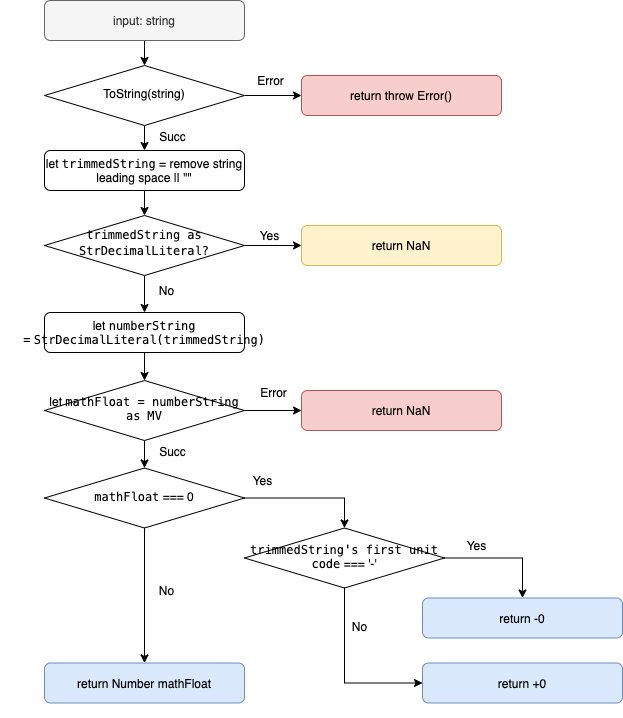 input: string
ToString(string)
Error
return throw Error()
Succ
let trimmedString = remove string
leading space || ""
trimmedString as
StrDecimalLiteral?
Yes
return NaN
No
let numberString
= StrDecimalLiteral(trimmedString)
let mathFloat = numberString
as MV
Error
return NaN
Succ
mathFloat === 0
Yes
trimmedString's first unit
code === '-'
Yes
No
No
return -0
return Number mathFloat
return +0